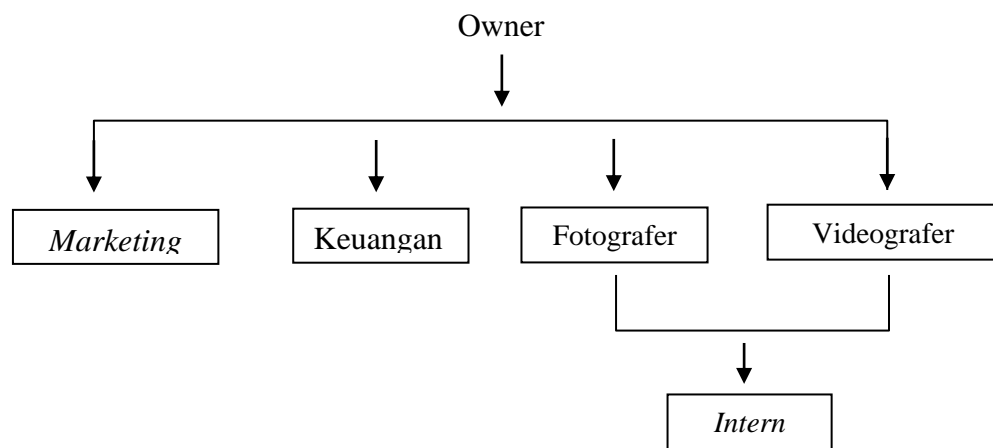 Owner
Marketing
Keuangan
Fotografer
Videografer
Intern